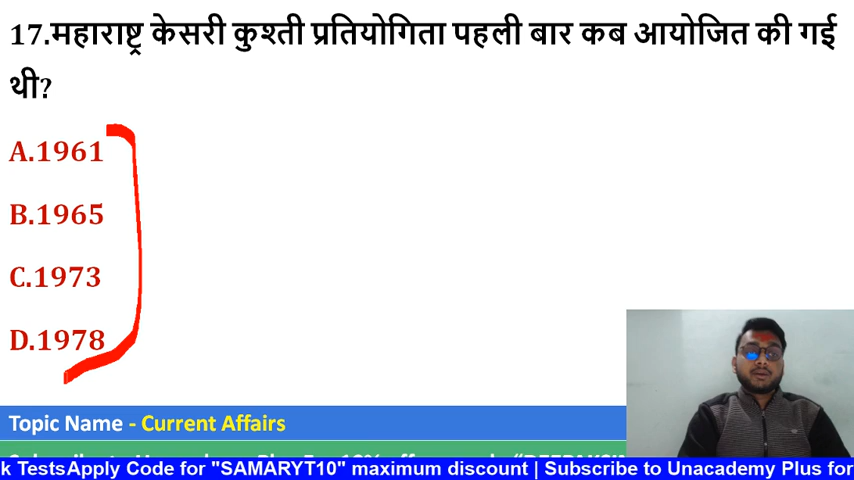 17.महाराष्ट्र केसरी कुश्ती प्रतियोगिता पहली बार कब आयोजित की गई
थी?
A.1961
B.1965
C.1973
D.1978
Topic Name - Current Affairs
k TestsApply Code for "SAMARYT10" maximum discount | Subscribe to Unacademy Plus for